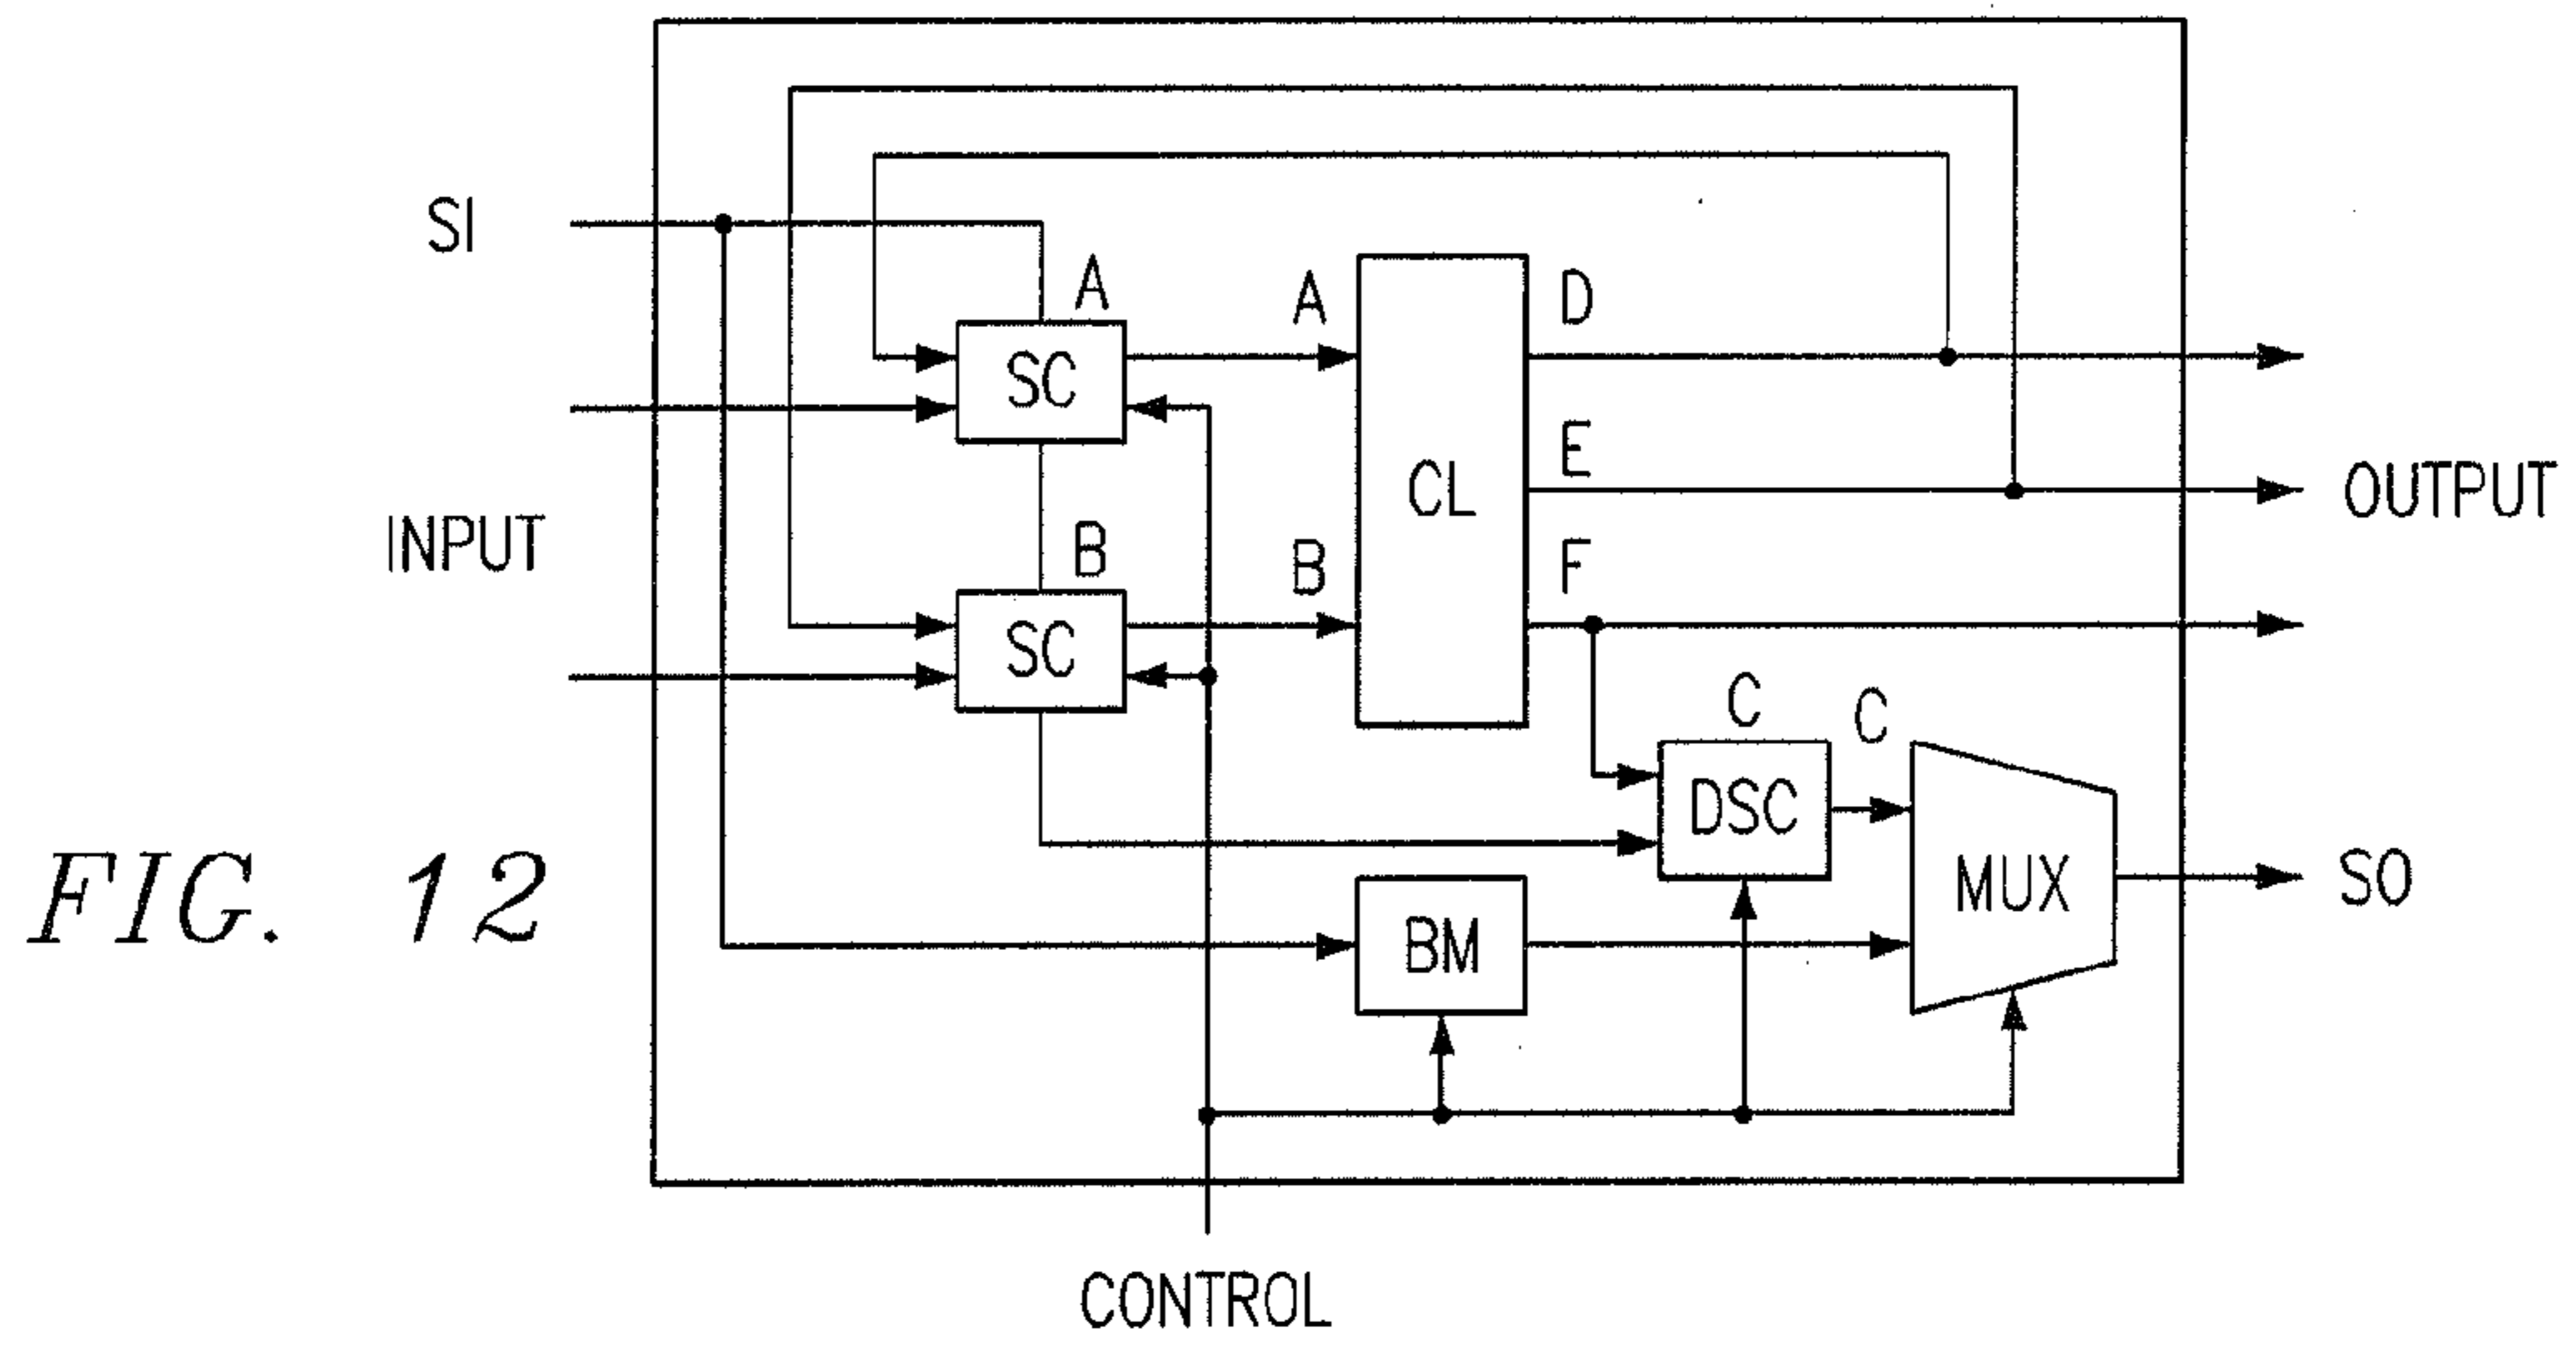 SI
A
A
D
SC
E
CL
OUTPUT
INPUT
B
B
F
SC
C
C
DSC
MUX
SO
BM
FIG. 12
CONTROL